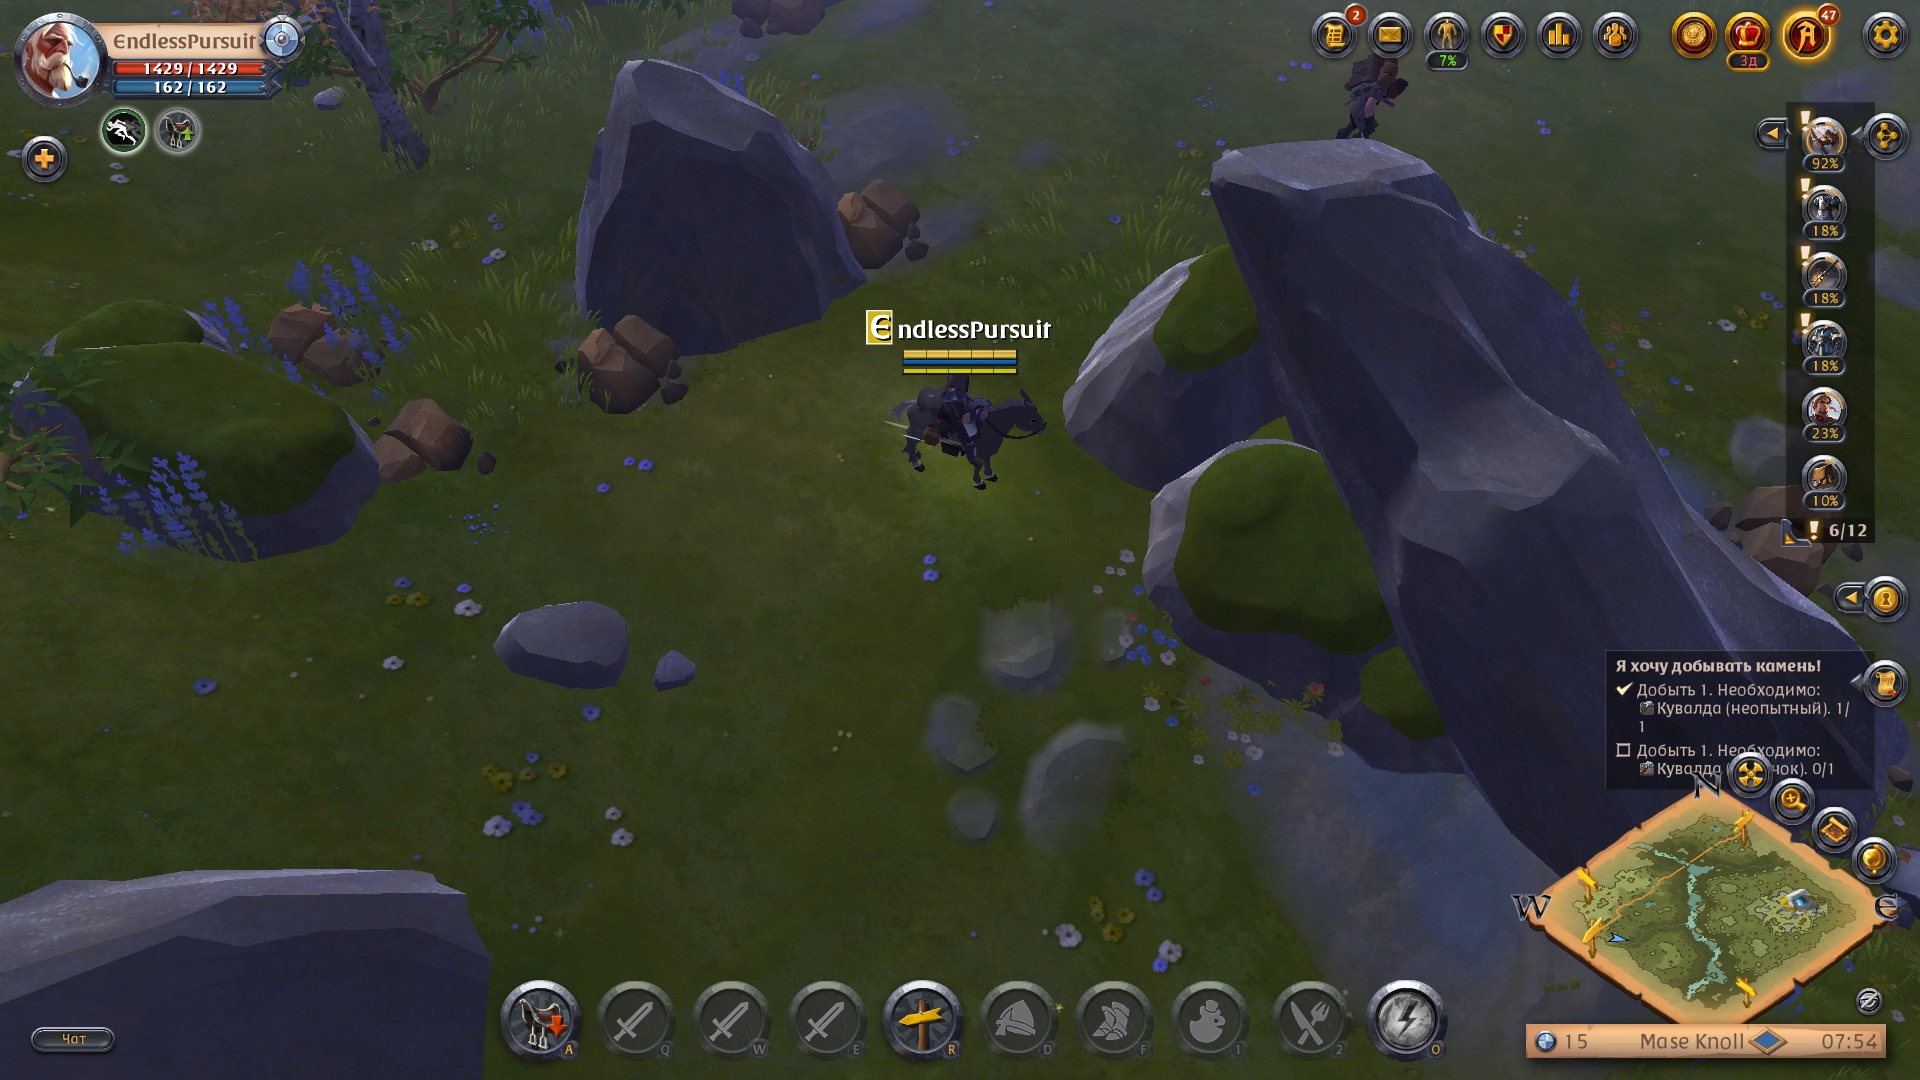 EndlessPursuit
1429 / 1429
162 / 162
2
7%
3д
47
92%
18%
18%
18%
23%
10%
6/12
EndlessPursuit
Я хочу добывать камень!
Добыть 1. Необходимо:
Кувалда (неопытный). 1/
1
Добыть 1. Необходимо:
Кувалда чок). 0/1
N
W
E
Чат
A
Q
W
E
R
D
F
1
2
O
15 Mase Knoll 07:54